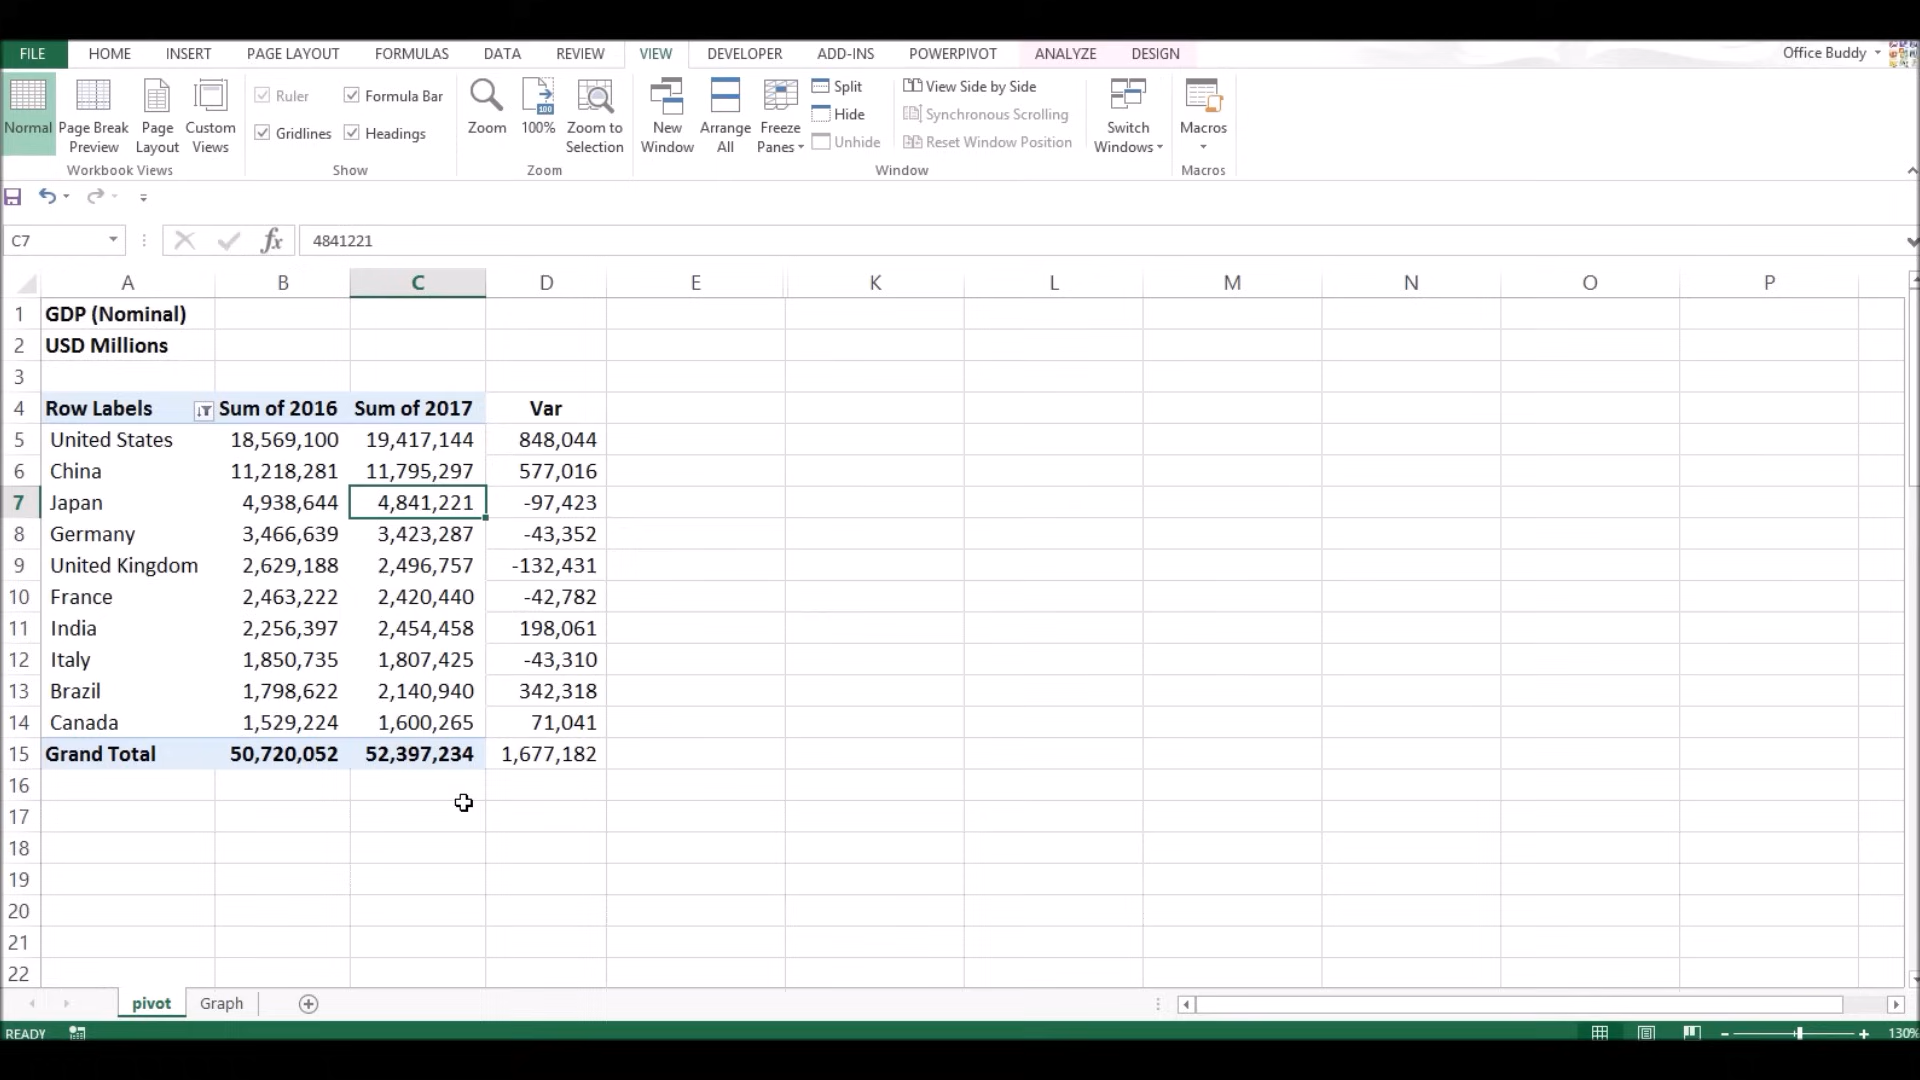 FILE HOME INSERT PAGE LAYOUT FORMULAS DATA REVIEW VIEW DEVELOPER ADD-INS POWERPIVOT ANALYZE DESIGN Office Buddy
Normal
Page Break
Preview
Page
Layout
Custom
Views
Workbook Views
Ruler
Formula Bar
Gridlines
Headings
Show
Zoom
100
100%
Zoom to
Selection
Zoom
New
Window
Arrange
All
Freeze
Panes
Split
Hide
Unhide
View Side by Side
Synchronous Scrolling
Reset Window Position
Window
Switch
Windows
Macros
Macros
C7 fx 4841221
A B C D E K L M N O P
1 GDP (Nominal)
2 USD Millions
3
4 Row Labels Sum of 2016 Sum of 2017 Var
5 United States 18,569,100 19,417,144 848,044
6 China 11,218,281 11,795,297 577,016
7 Japan 4,938,644 4,841,221 -97,423
8 Germany 3,466,639 3,423,287 -43,352
9 United Kingdom 2,629,188 2,496,757 -132,431
10 France 2,463,222 2,420,440 -42,782
11 India 2,256,397 2,454,458 198,061
12 Italy 1,850,735 1,807,425 -43,310
13 Brazil 1,798,622 2,140,940 342,318
14 Canada 1,529,224 1,600,265 71,041
15 Grand Total 50,720,052 52,397,234 1,677,182
16
17
18
19
20
21
22
pivot Graph
READY 130%